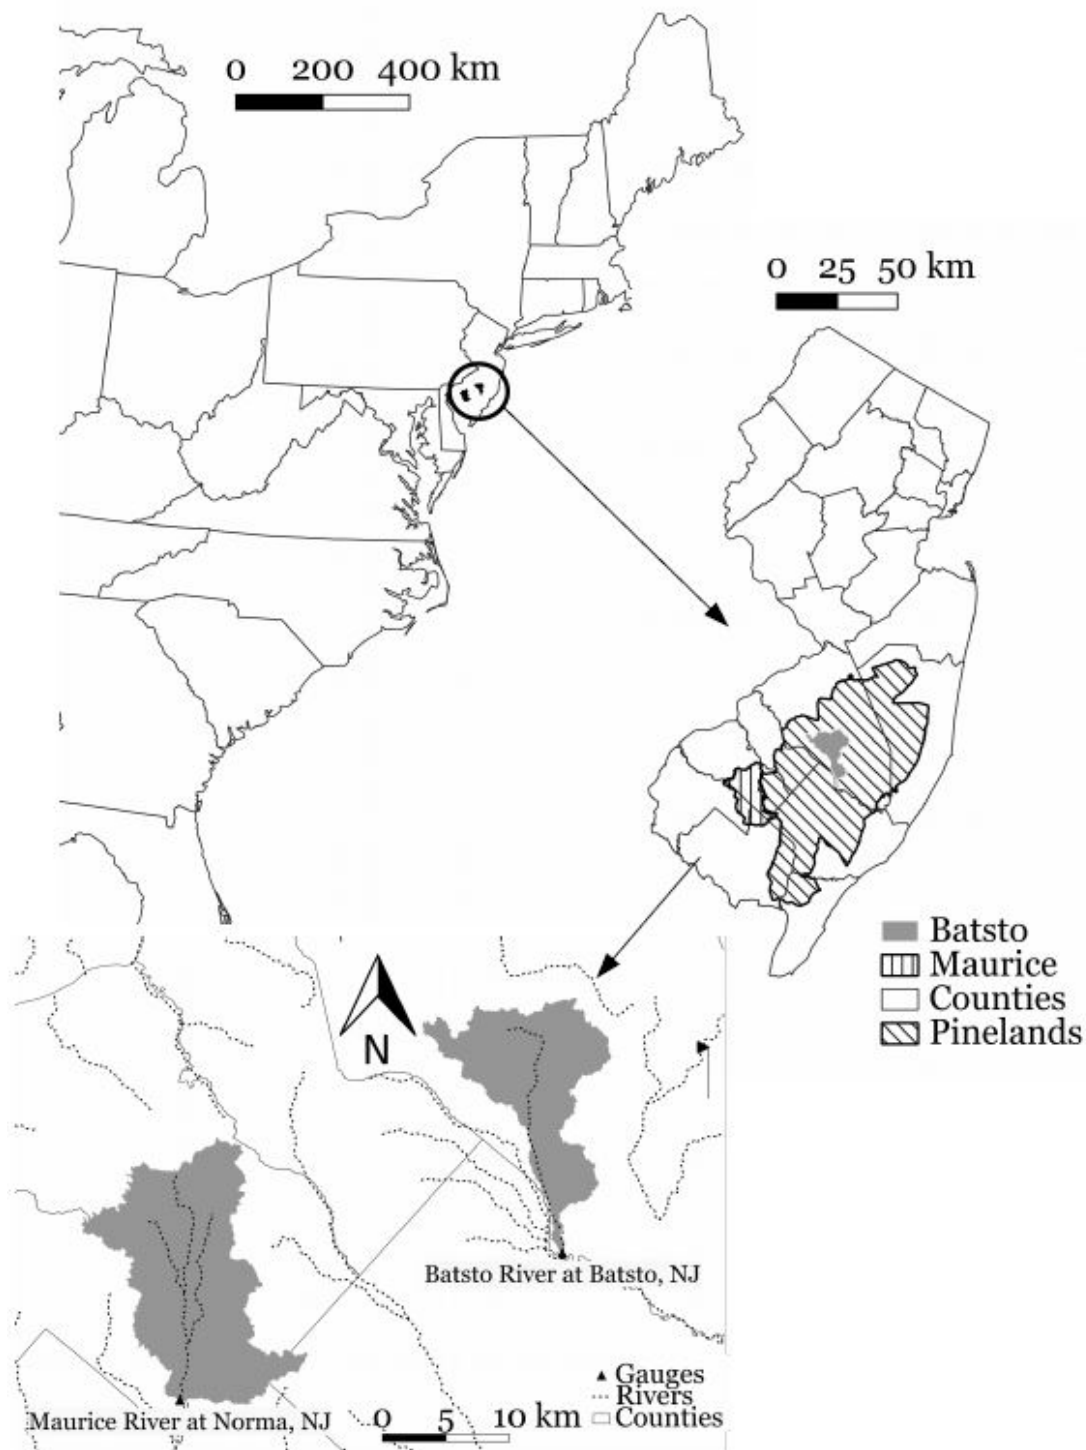 0 200 400 km
0 25 50 km
Batsto
Maurice
Counties
Pinelands
N
Batsto River at Batsto, NJ
Gauges
Rivers
Counties
Maurice River at Norma, NJ
0 5 10 km